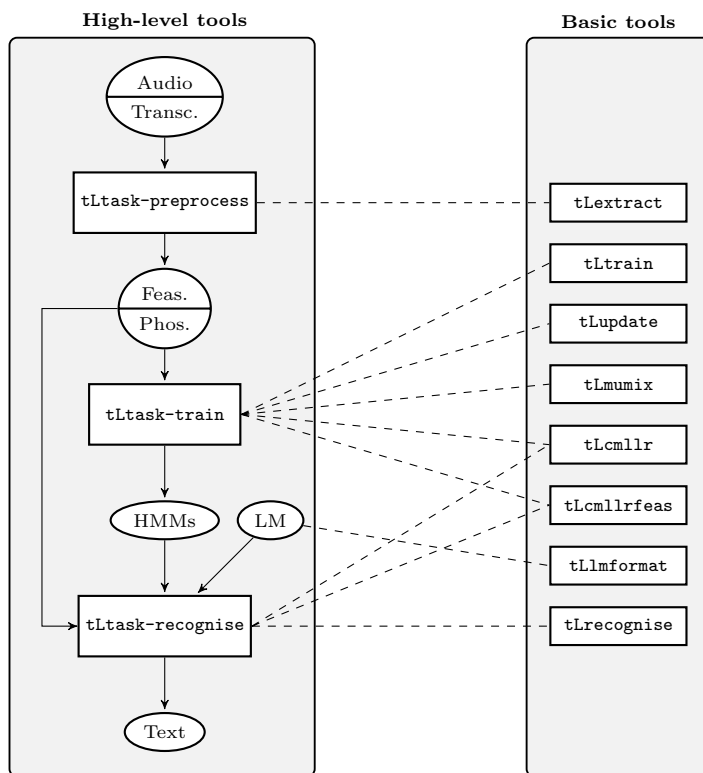 High-level tools
Audio
Transc.
tLtask-preprocess
Feas.
Phos.
tLtask-train
HMMs
LM
tLtask-recognise
Text
Basic tools
tLextract
tLtrain
tLupdate
tLmumix
tLcmllr
tLcmllrfeas
tLlmformat
tLrecognise